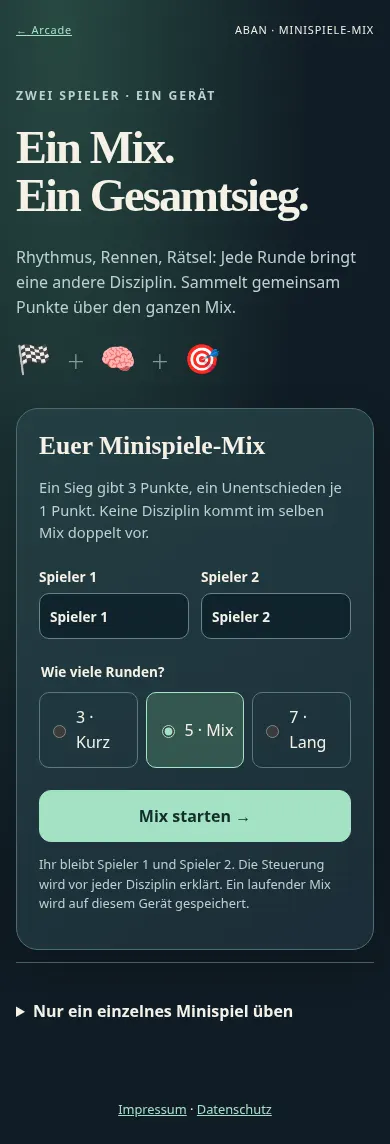 ← Arcade
ABAN · MINISPIELE-MIX
ZWEI SPIELER · EIN GERÄT
Ein Mix.
Ein Gesamtsieg.
Rhythmus, Rennen, Rätsel: Jede Runde bringt
eine andere Disziplin. Sammelt gemeinsam
Punkte über den ganzen Mix.
+ +
Euer Minispiele-Mix
Ein Sieg gibt 3 Punkte, ein Unentschieden je
1 Punkt. Keine Disziplin kommt im selben
Mix doppelt vor.
Spieler 1
Spieler 2
Spieler 1
Spieler 2
Wie viele Runden?
3 ·
Kurz
5 · Mix
7 ·
Lang
Mix starten →
Ihr bleibt Spieler 1 und Spieler 2. Die Steuerung
wird vor jeder Disziplin erklärt. Ein laufender Mix
wird auf diesem Gerät gespeichert.
Nur ein einzelnes Minispiel üben
Impressum · Datenschutz